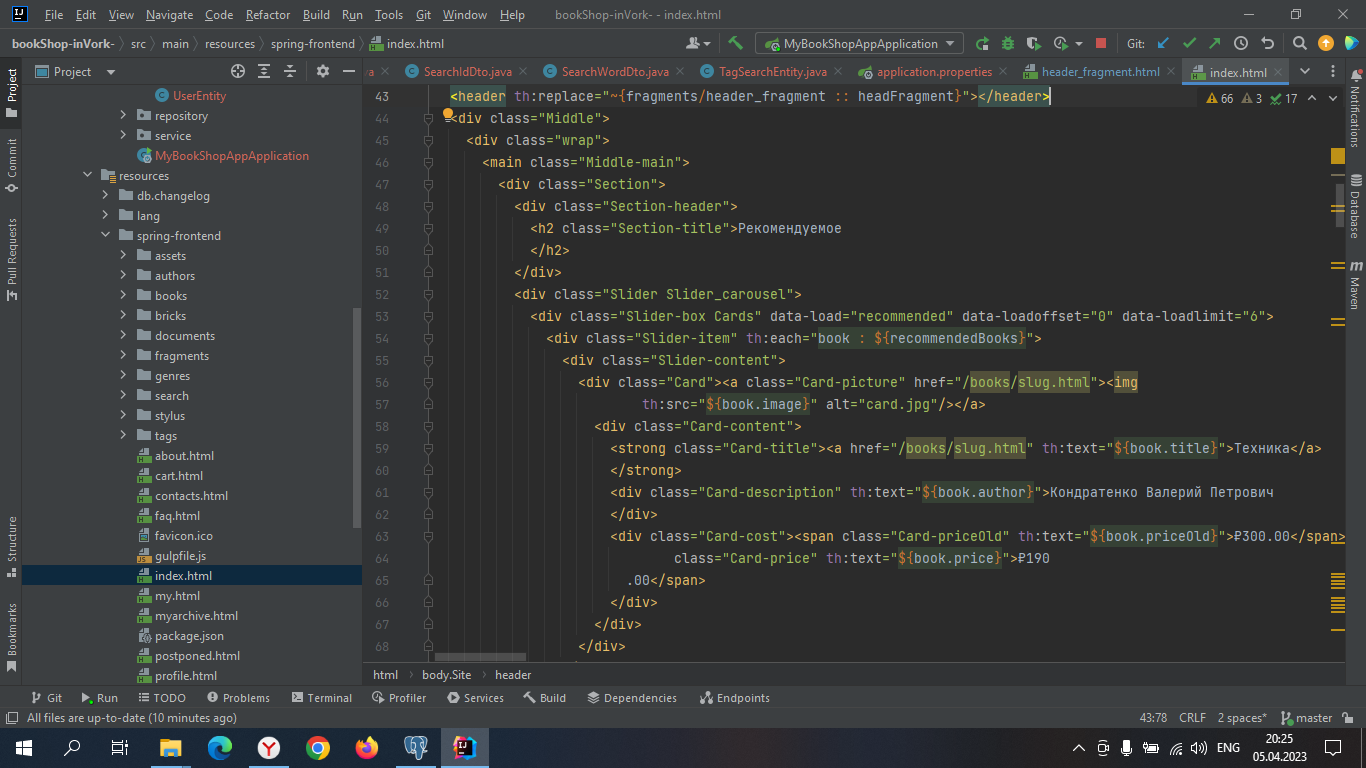 File Edit View Navigate Code Refactor Build Run Tools Git Window Help bookShop-inVork- - index.html
bookShop-inVork- src main resources spring-frontend index.html MyBookShopAppApplication Git:
Project SearchIdDto.java SearchWordDto.java TagSearchEntity.java application.properties header_fragment.html index.html
UserEntity
repository
service
MyBookShopAppApplication
resources
db.changelog
lang
spring-frontend
assets
authors
books
bricks
documents
fragments
genres
search
stylus
tags
about.html
cart.html
contacts.html
faq.html
favicon.ico
gulpfile.js
index.html
my.html
myarchive.html
package.json
postponed.html
profile.html
66 3 17
43 <header th:replace="~{fragments/header_fragment :: headFragment}"></header>
44 <div class="Middle">
45 <div class="wrap">
46 <main class="Middle-main">
47 <div class="Section">
48 <div class="Section-header">
49 <h2 class="Section-title">Рекомендуемое
50 </h2>
51 </div>
52 <div class="Slider Slider_carousel">
53 <div class="Slider-box Cards" data-load="recommended" data-loadoffset="0" data-loadlimit="6">
54 <div class="Slider-item" th:each="book : ${recommendedBooks}">
55 <div class="Slider-content">
56 <div class="Card"><a class="Card-picture" href="/books/slug.html"><img
57 th:src="${book.image}" alt="card.jpg"/></a>
58 <div class="Card-content">
59 <strong class="Card-title"><a href="/books/slug.html" th:text="${book.title}">Техника</a>
60 </strong>
61 <div class="Card-description" th:text="${book.author}">Кондратенко Валерий Петрович
62 </div>
63 <div class="Card-cost"><span class="Card-priceOld" th:text="${book.priceOld}">₽300.00</span>
64 class="Card-price" th:text="${book.price}">₽190
65 .00</span>
66 </div>
67 </div>
68 </div>
html body.Site header
Project
Commit
Pull Requests
Structure
Bookmarks
Notifications
Database
Maven
Git Run TODO Problems Terminal Profiler Services Build Dependencies Endpoints
All files are up-to-date (10 minutes ago) 43:78 CRLF 2 spaces* master
ENG 20:25
05.04.2023